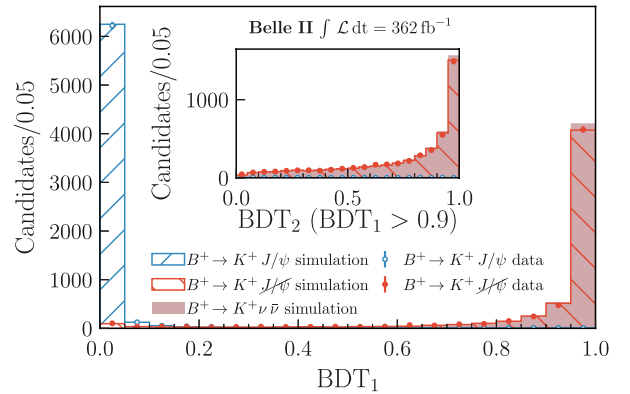 Belle II ∫ ℒ dt = 362 fb⁻¹
Candidates/0.05
6000
5000
4000
3000
2000
1000
0
0.0 0.2 0.4 0.6 0.8 1.0
BDT₁
Candidates/0.05
1000
0
0.0 0.5 1.0
BDT₂ (BDT₁ > 0.9)
B⁺ → K⁺ J/ψ simulation
B⁺ → K⁺ J̸/̸ψ̸ simulation
B⁺ → K⁺ ν ν̄ simulation
B⁺ → K⁺ J/ψ data
B⁺ → K⁺ J̸/̸ψ̸ data